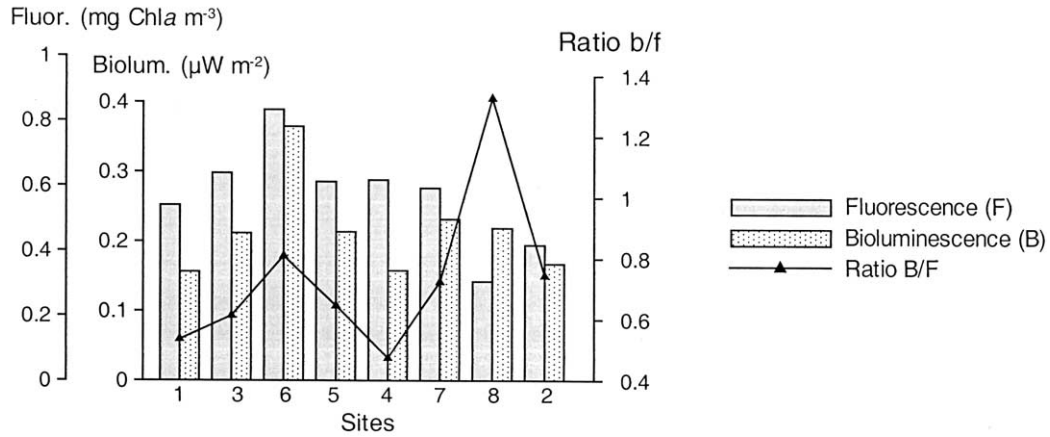 Fluor. (mg Chla m-3)
Biolum. (µW m-2)
Ratio b/f
1
0.8
0.6
0.4
0.2
0
0.4
0.3
0.2
0.1
0
1.4
1.2
1
0.8
0.6
0.4
1 3 6 5 4 7 8 2
Sites
Fluorescence (F)
Bioluminescence (B)
Ratio B/F